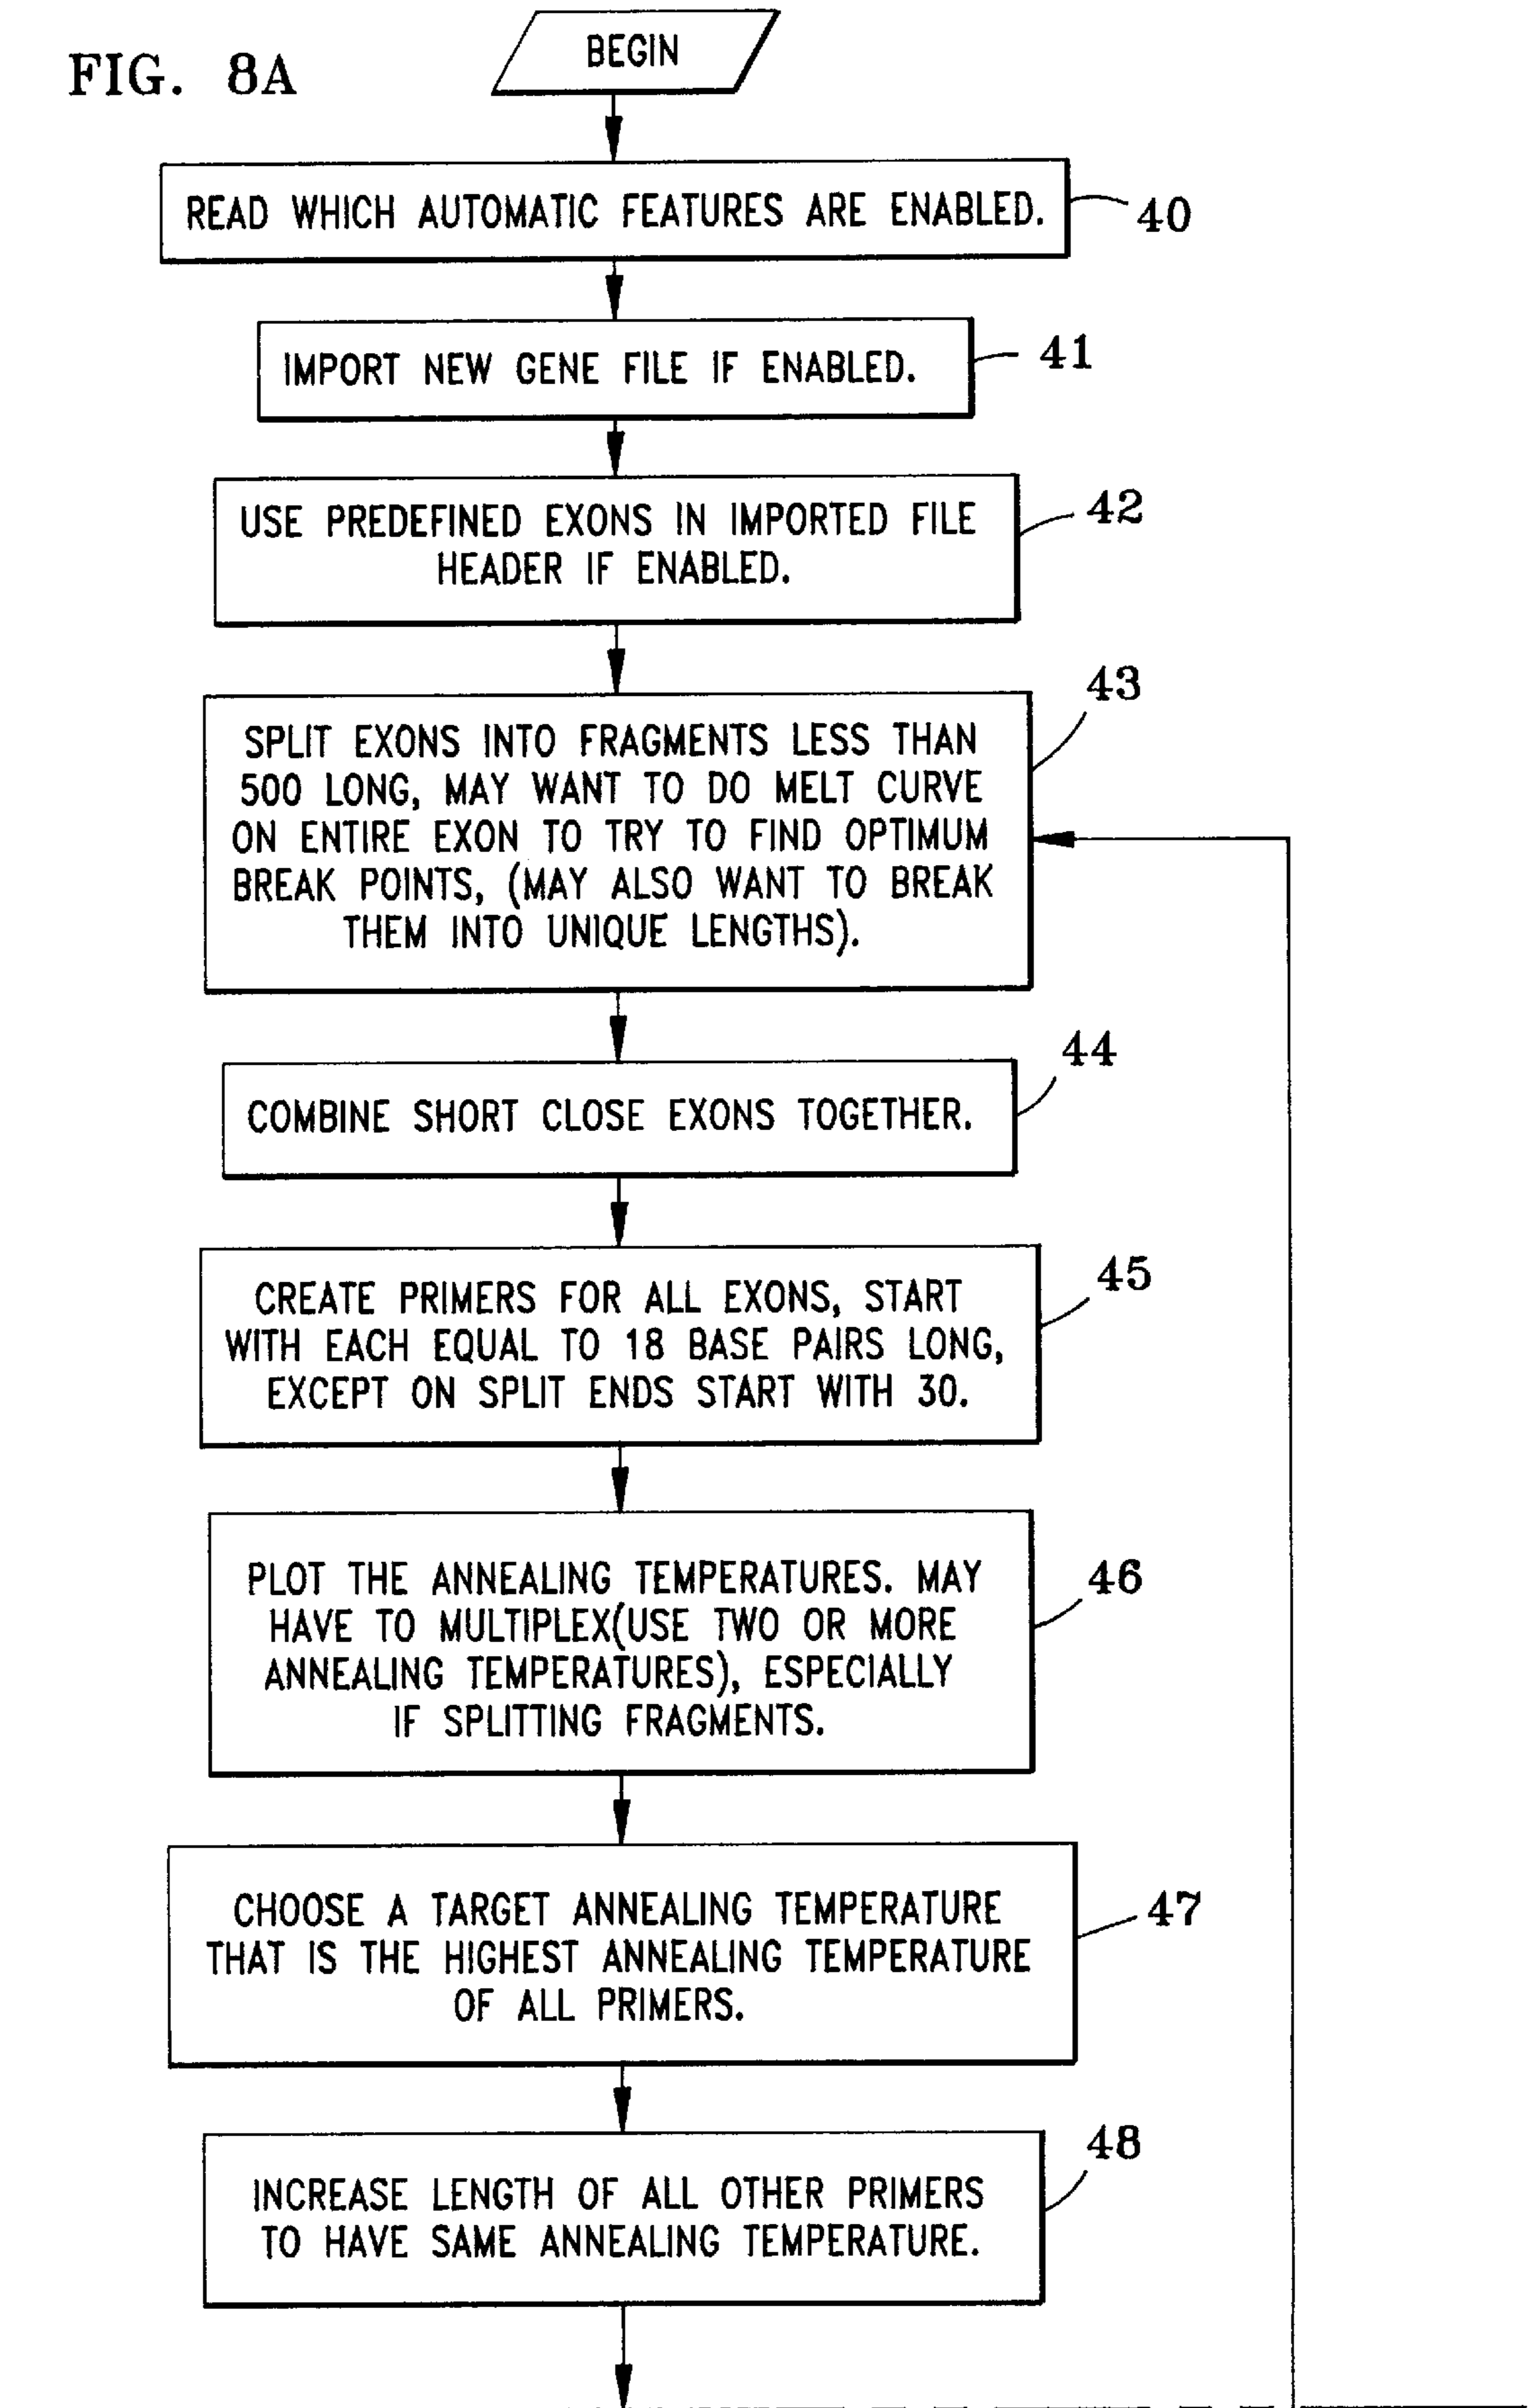 FIG. 8A
BEGIN
READ WHICH AUTOMATIC FEATURES ARE ENABLED.
40
IMPORT NEW GENE FILE IF ENABLED.
41
USE PREDEFINED EXONS IN IMPORTED FILE
HEADER IF ENABLED.
42
43
SPLIT EXONS INTO FRAGMENTS LESS THAN
500 LONG, MAY WANT TO DO MELT CURVE
ON ENTIRE EXON TO TRY TO FIND OPTIMUM
BREAK POINTS, (MAY ALSO WANT TO BREAK
THEM INTO UNIQUE LENGTHS).
44
COMBINE SHORT CLOSE EXONS TOGETHER.
45
CREATE PRIMERS FOR ALL EXONS, START
WITH EACH EQUAL TO 18 BASE PAIRS LONG,
EXCEPT ON SPLIT ENDS START WITH 30.
46
PLOT THE ANNEALING TEMPERATURES. MAY
HAVE TO MULTIPLEX(USE TWO OR MORE
ANNEALING TEMPERATURES), ESPECIALLY
IF SPLITTING FRAGMENTS.
47
CHOOSE A TARGET ANNEALING TEMPERATURE
THAT IS THE HIGHEST ANNEALING TEMPERATURE
OF ALL PRIMERS.
48
INCREASE LENGTH OF ALL OTHER PRIMERS
TO HAVE SAME ANNEALING TEMPERATURE.